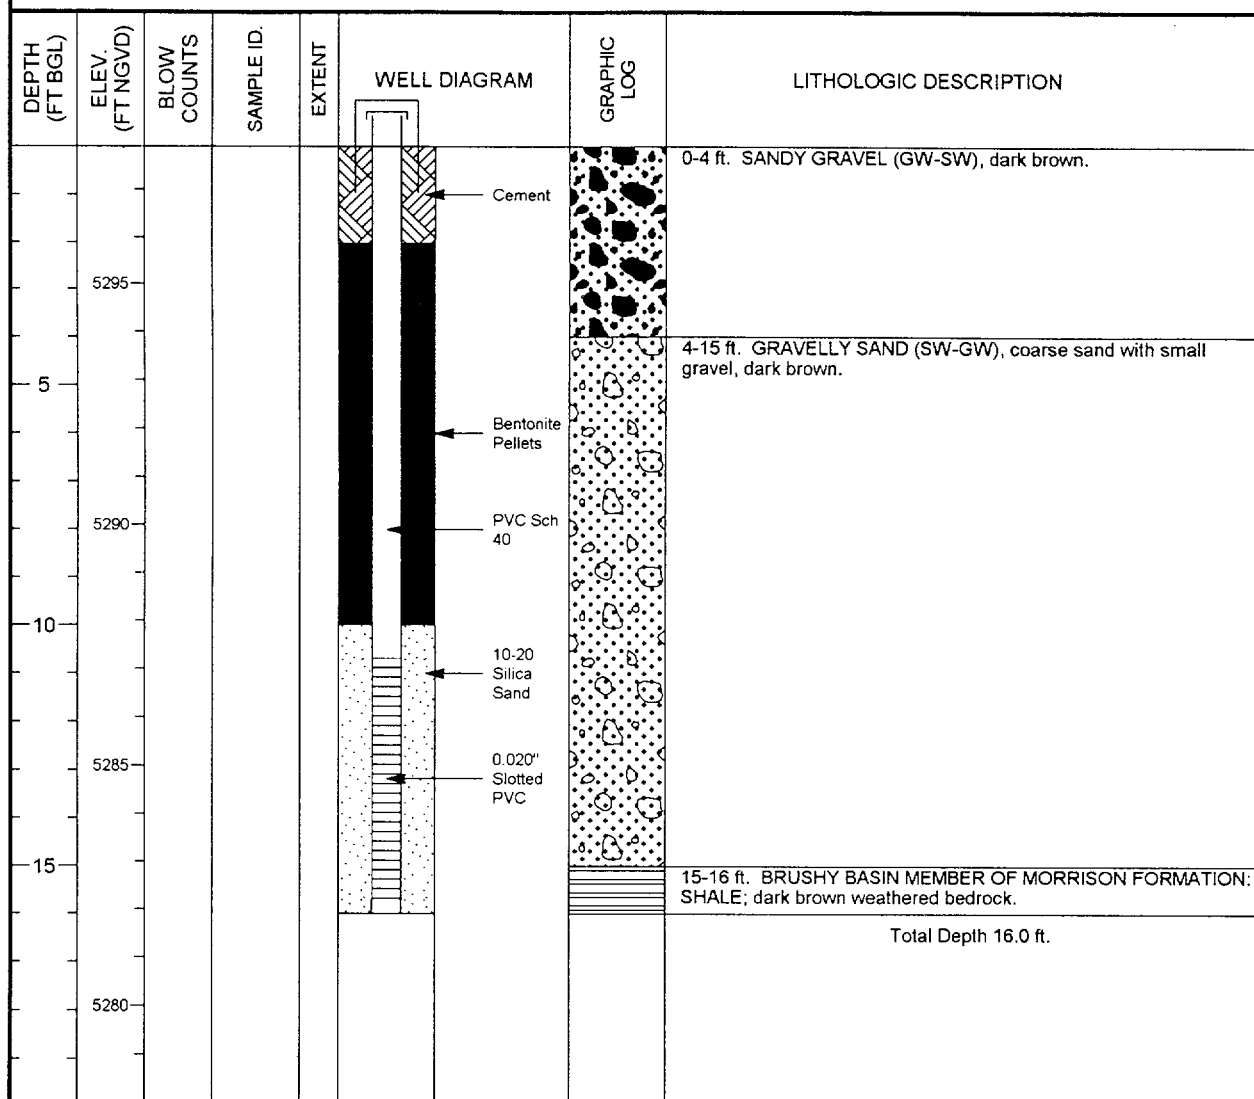 DEPTH
(FT BGL)
ELEV.
(FT NGVD)
BLOW
COUNTS
SAMPLE ID.
EXTENT
WELL DIAGRAM
GRAPHIC
LOG
LITHOLOGIC DESCRIPTION
0-4 ft. SANDY GRAVEL (GW-SW), dark brown.
Cement
5295
4-15 ft. GRAVELLY SAND (SW-GW), coarse sand with small
gravel, dark brown.
5
Bentonite
Pellets
5290
PVC Sch
40
10
10-20
Silica
Sand
5285
0.020"
Slotted
PVC
15
15-16 ft. BRUSHY BASIN MEMBER OF MORRISON FORMATION:
SHALE; dark brown weathered bedrock.
Total Depth 16.0 ft.
5280